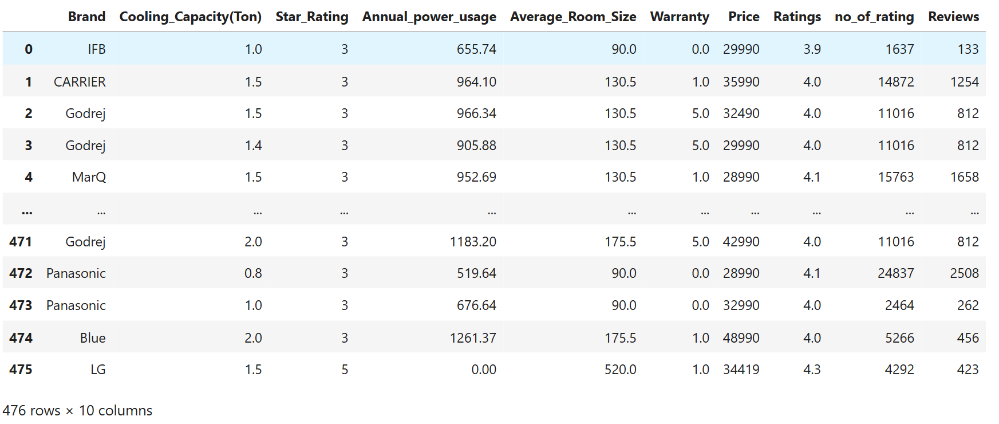 Brand Cooling_Capacity(Ton) Star_Rating Annual_power_usage Average_Room_Size Warranty Price Ratings no_of_rating Reviews
0 IFB 1.0 3 655.74 90.0 0.0 29990 3.9 1637 133
1 CARRIER 1.5 3 964.10 130.5 1.0 35990 4.0 14872 1254
2 Godrej 1.5 3 966.34 130.5 5.0 32490 4.0 11016 812
3 Godrej 1.4 3 905.88 130.5 5.0 29990 4.0 11016 812
4 MarQ 1.5 3 952.69 130.5 1.0 28990 4.1 15763 1658
... ... ... ... ... ... ... ... ... ... ...
471 Godrej 2.0 3 1183.20 175.5 5.0 42990 4.0 11016 812
472 Panasonic 0.8 3 519.64 90.0 0.0 28990 4.1 24837 2508
473 Panasonic 1.0 3 676.64 90.0 0.0 32990 4.0 2464 262
474 Blue 2.0 3 1261.37 175.5 1.0 48990 4.0 5266 456
475 LG 1.5 5 0.00 520.0 1.0 34419 4.3 4292 423
476 rows × 10 columns